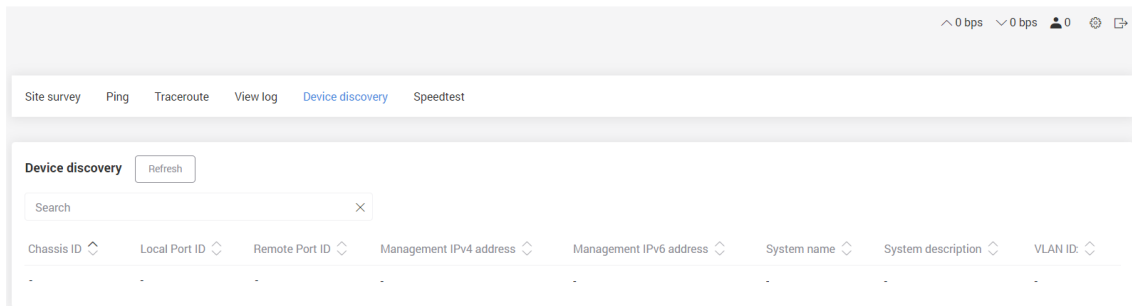 0 bps 0 bps 0
Site survey Ping Traceroute View log Device discovery Speedtest
Device discovery Refresh
Search
Chassis ID Local Port ID Remote Port ID Management IPv4 address Management IPv6 address System name System description VLAN ID:
- - - - - - - -